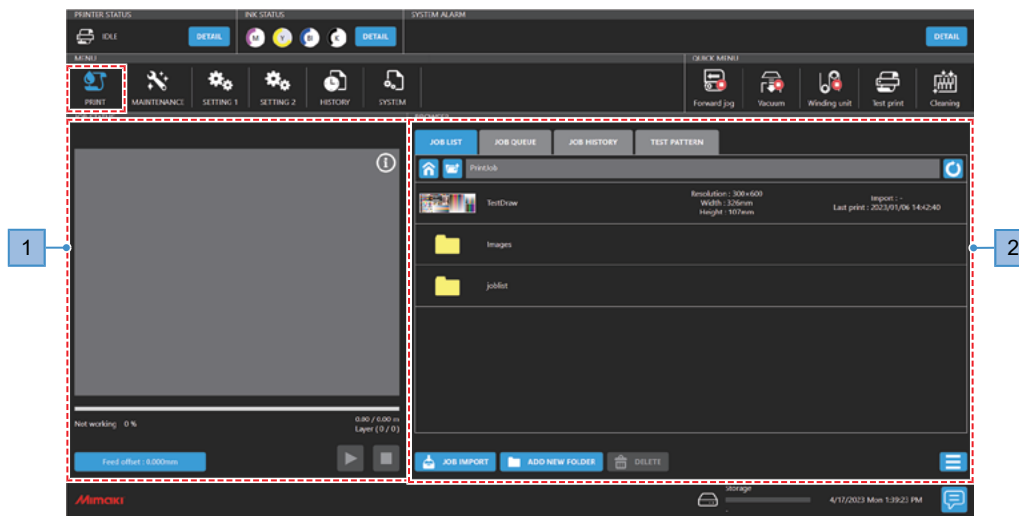 PRINTER STATUS
INK STATUS
SYSTEM ALARM
IDLE
DETAIL
M Y K
DETAIL
DETAIL
MENU
QUICK MENU
PRINT
MAINTENANCE
SETTING 1
SETTING 2
HISTORY
SYSTEM
Forward jog
Vacuum
Winding unit
Test print
Cleaning
JOB LIST
JOB QUEUE
JOB HISTORY
TEST PATTERN
PrintJob
TestDraw
Resolution : 300×600
Width : 326mm
Height : 107mm
Import : -
Last print : 2023/01/06 14:42:40
Images
joblist
1
2
Not working 0 %
0.00 / 0.00 m
Layer ( 0 / 0 )
Feed offset : 0.000mm
JOB IMPORT
ADD NEW FOLDER
DELETE
Mimaki
Storage
-
4/17/2023 Mon 1:39:23 PM